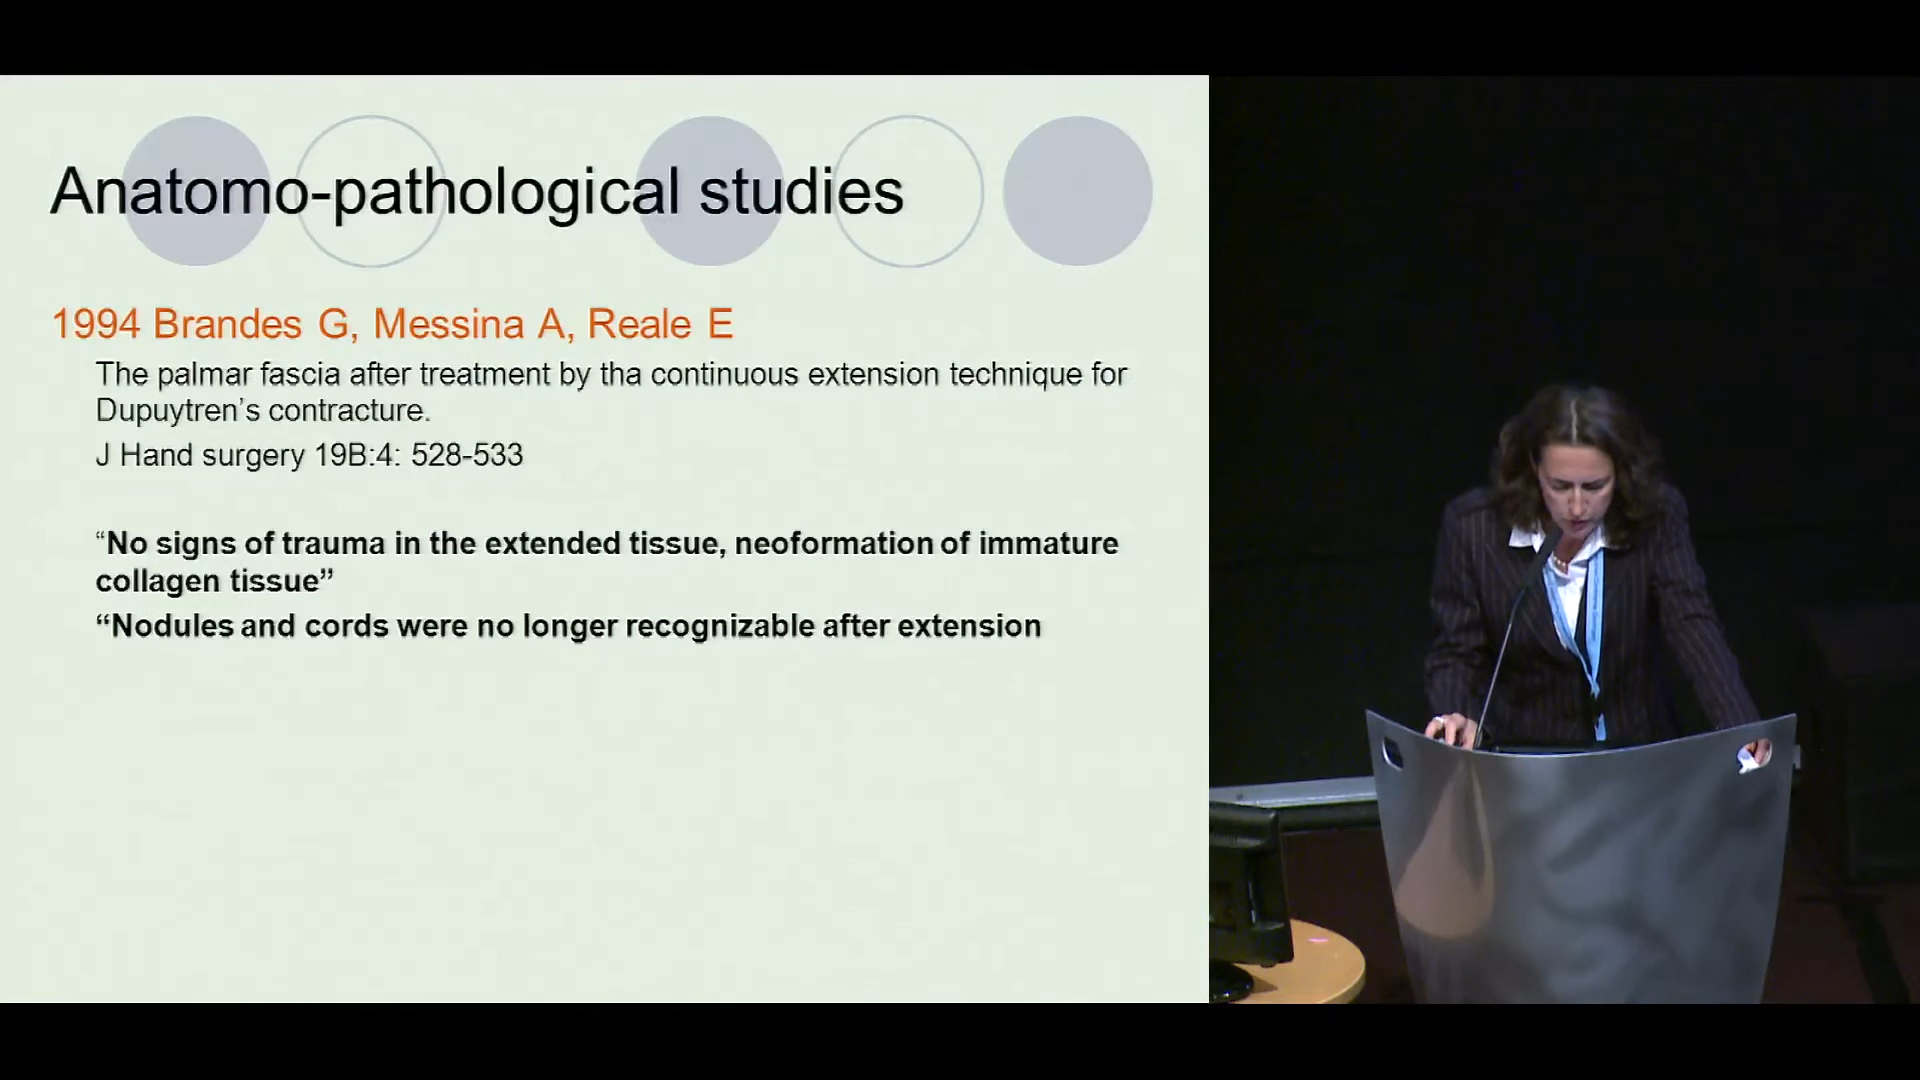 Anatomo-pathological studies
1994 Brandes G, Messina A, Reale E
The palmar fascia after treatment by tha continuous extension technique for
Dupuytren’s contracture.
J Hand surgery 19B:4: 528-533
“No signs of trauma in the extended tissue, neoformation of immature
collagen tissue”
“Nodules and cords were no longer recognizable after extension